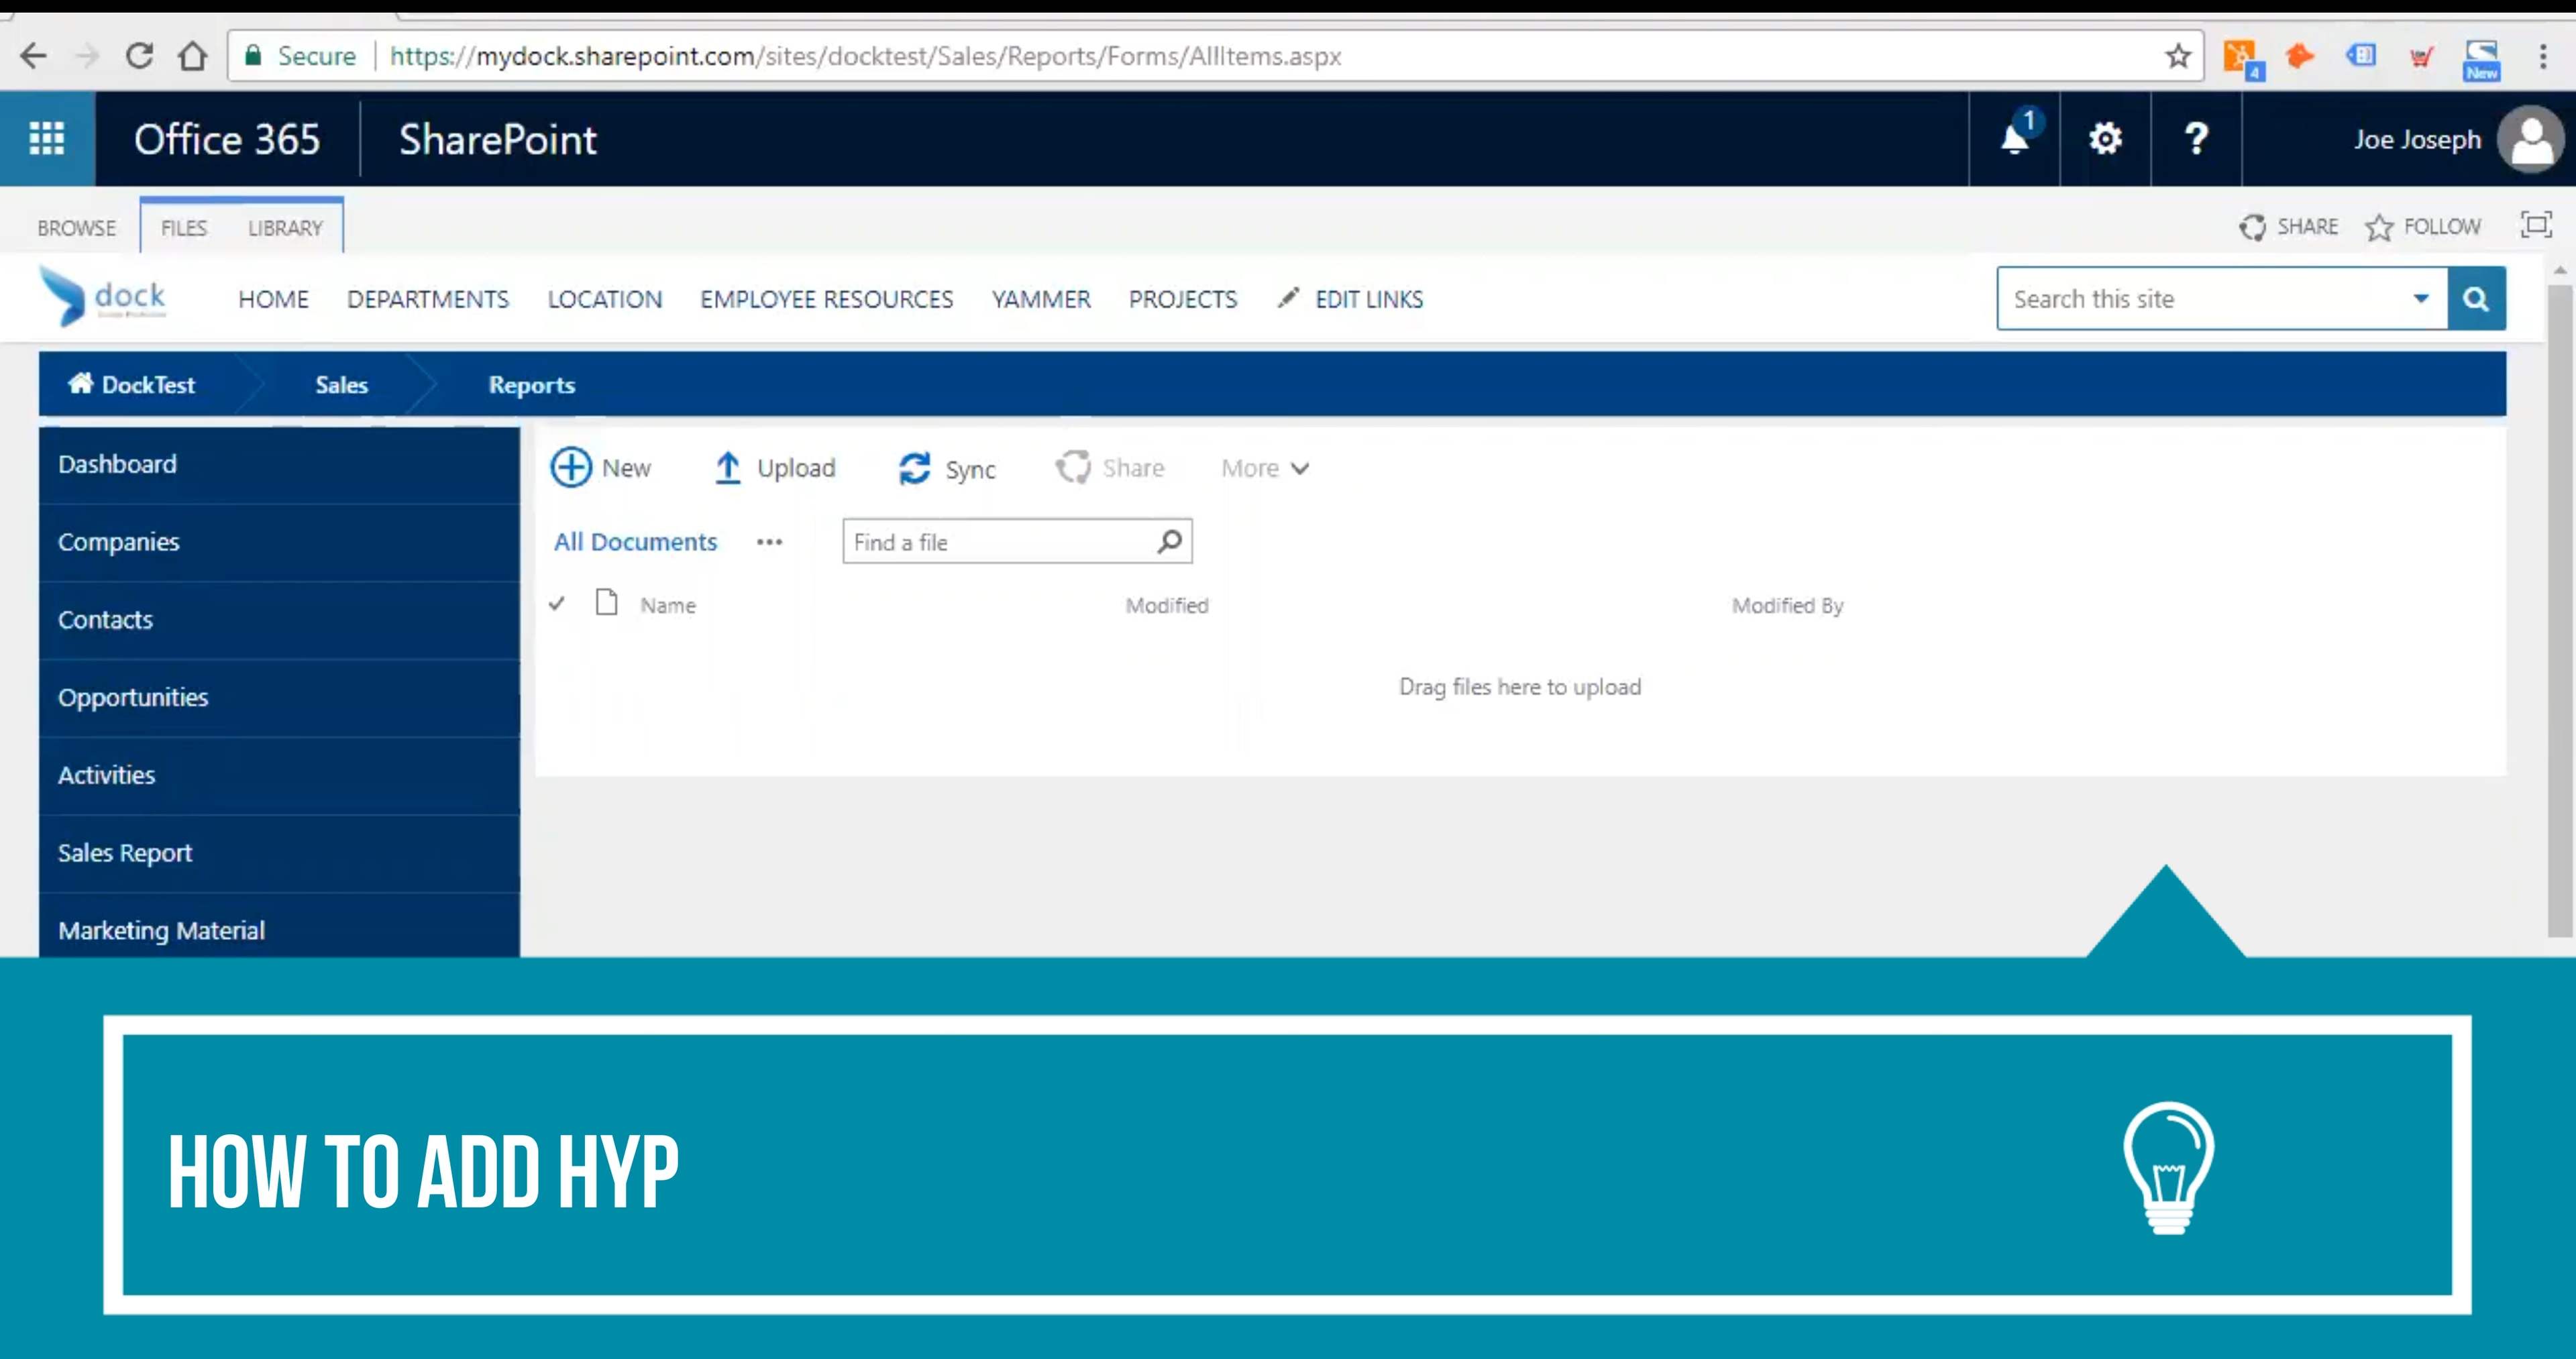 Secure | https://mydock.sharepoint.com/sites/docktest/Sales/Reports/Forms/AllItems.aspx
4
New
Office 365 SharePoint
1
? Joe Joseph
BROWSE FILES LIBRARY SHARE FOLLOW
dock HOME DEPARTMENTS LOCATION EMPLOYEE RESOURCES YAMMER PROJECTS EDIT LINKS Search this site
DockTest Sales Reports
Dashboard
Companies
Contacts
Opportunities
Activities
Sales Report
Marketing Material
New Upload Sync Share More
All Documents ••• Find a file
Name Modified Modified By
Drag files here to upload
HOW TO ADD HYP